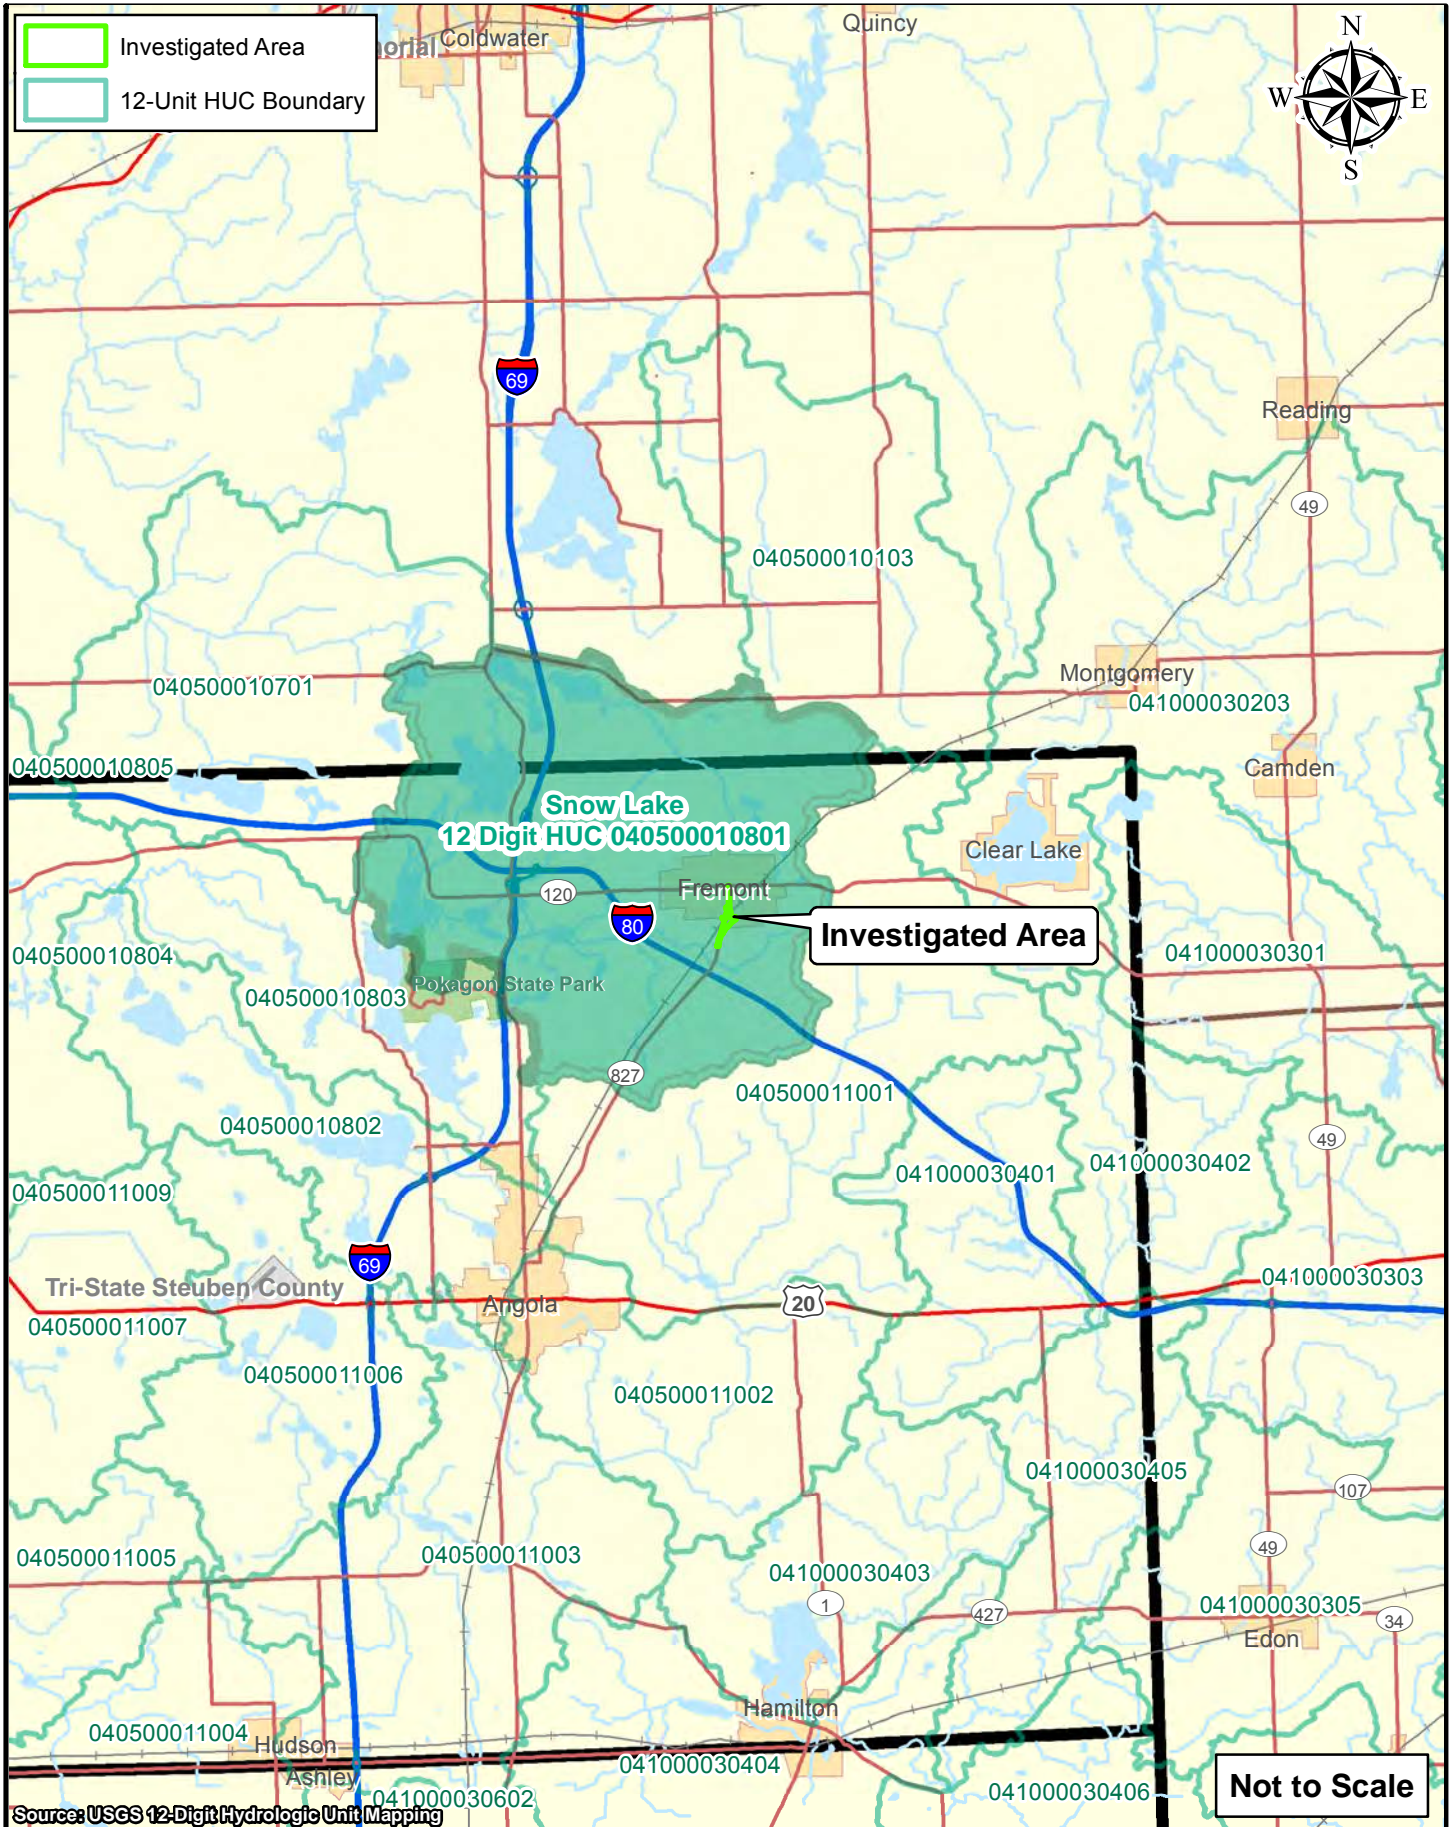 Investigated Area
12-Unit HUC Boundary
orial
Coldwater
Quincy
N
W
E
S
69
Reading
49
040500010103
Montgomery
040500010701
041000030203
040500010805
Camden
Snow Lake
12 Digit HUC 040500010801
Clear Lake
Fremont
120
80
Investigated Area
040500010804
041000030301
Pokagon State Park
040500010803
827
040500011001
040500010802
49
041000030402
041000030401
040500011009
69
Tri-State Steuben County
041000030303
20
Angola
040500011007
040500011006
040500011002
041000030405
107
49
040500011005
040500011003
041000030403
1
427
041000030305
34
Edon
Hamilton
040500011004
Hudson
041000030404
Ashley
041000030602
041000030406
Not to Scale
Source: USGS 12-Digit Hydrologic Unit Mapping